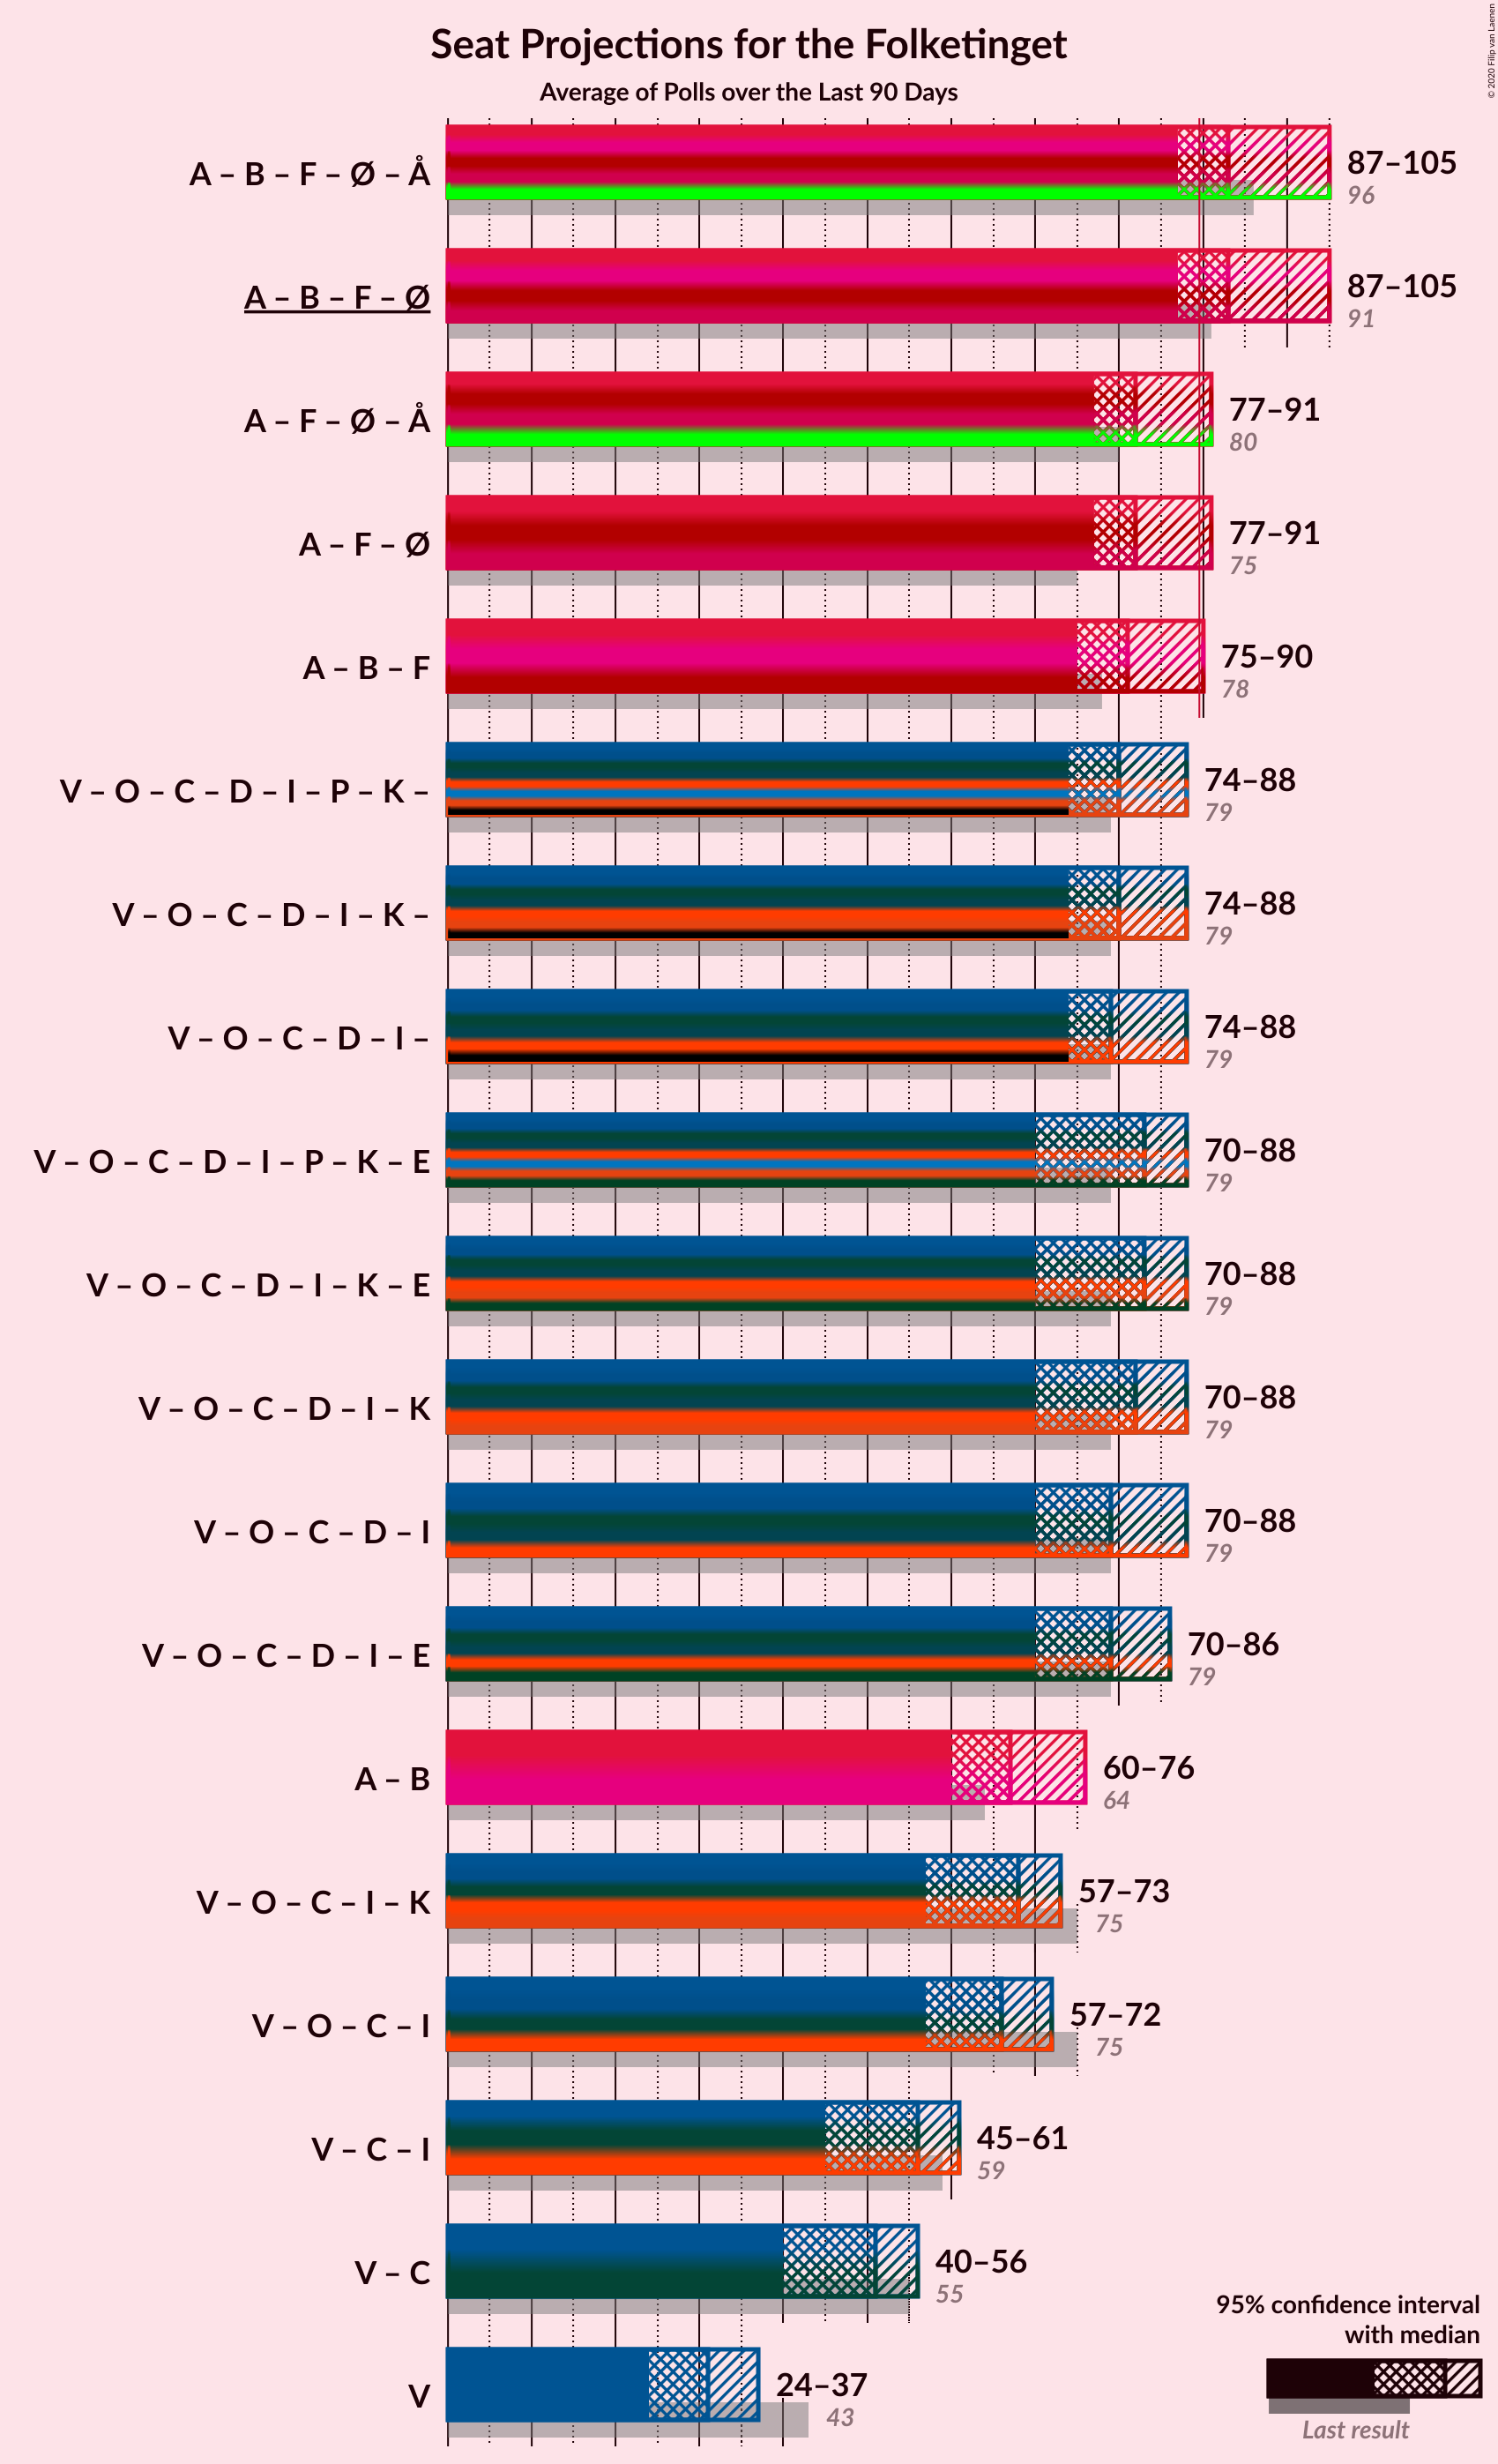 Seat Projections for the Folketinget
Average of Polls over the Last 90 Days
© 2020 Filip van Laenen
A – B – F – Ø – Å
87–105
96
A – B – F – Ø
87–105
91
A – F – Ø – Å
77–91
80
A – F – Ø
77–91
75
A – B – F
75–90
78
V – O – C – D – I – P – K –
74–88
79
V – O – C – D – I – K –
74–88
79
V – O – C – D – I –
74–88
79
V – O – C – D – I – P – K – E
70–88
79
V – O – C – D – I – K – E
70–88
79
V – O – C – D – I – K
70–88
79
V – O – C – D – I
70–88
79
V – O – C – D – I – E
70–86
79
A – B
60–76
64
V – O – C – I – K
57–73
75
V – O – C – I
57–72
75
V – C – I
45–61
59
V – C
40–56
55
V
24–37
43
95% confidence interval
with median
Last result